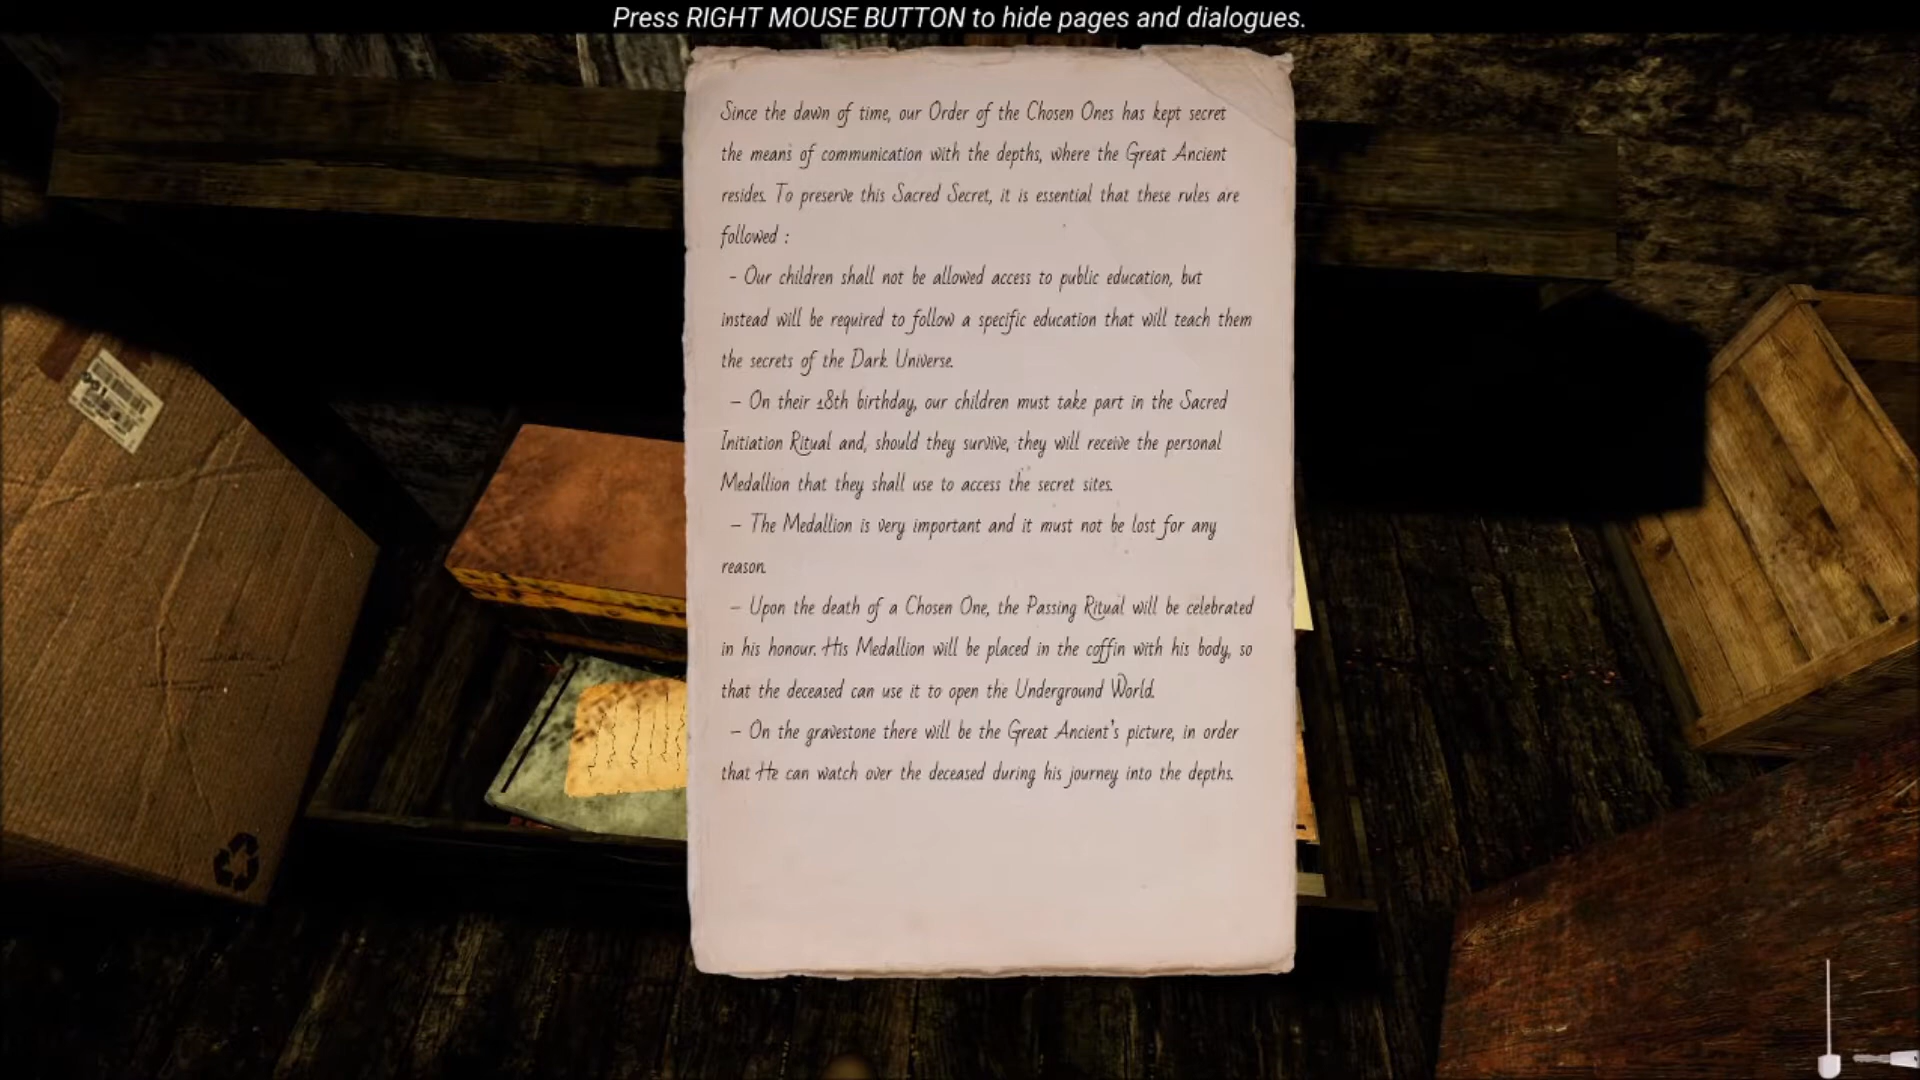 Press RIGHT MOUSE BUTTON to hide pages and dialogues.
Since the dawn of time, our Order of the Chosen Ones has kept secret
the means of communication with the depths, where the Great Ancient
resides. To preserve this Sacred Secret, it is essential that these rules are
followed :
- Our children shall not be allowed access to public education, but
instead will be required to follow a specific education that will teach them
the secrets of the Dark Universe.
– On their 18th birthday, our children must take part in the Sacred
Initiation Ritual and, should they survive, they will receive the personal
Medallion that they shall use to access the secret sites.
– The Medallion is very important and it must not be lost for any
reason.
– Upon the death of a Chosen One, the Passing Ritual will be celebrated
in his honour. His Medallion will be placed in the coffin with his body, so
that the deceased can use it to open the Underground World.
– On the gravestone there will be the Great Ancient's picture, in order
that He can watch over the deceased during his journey into the depths.